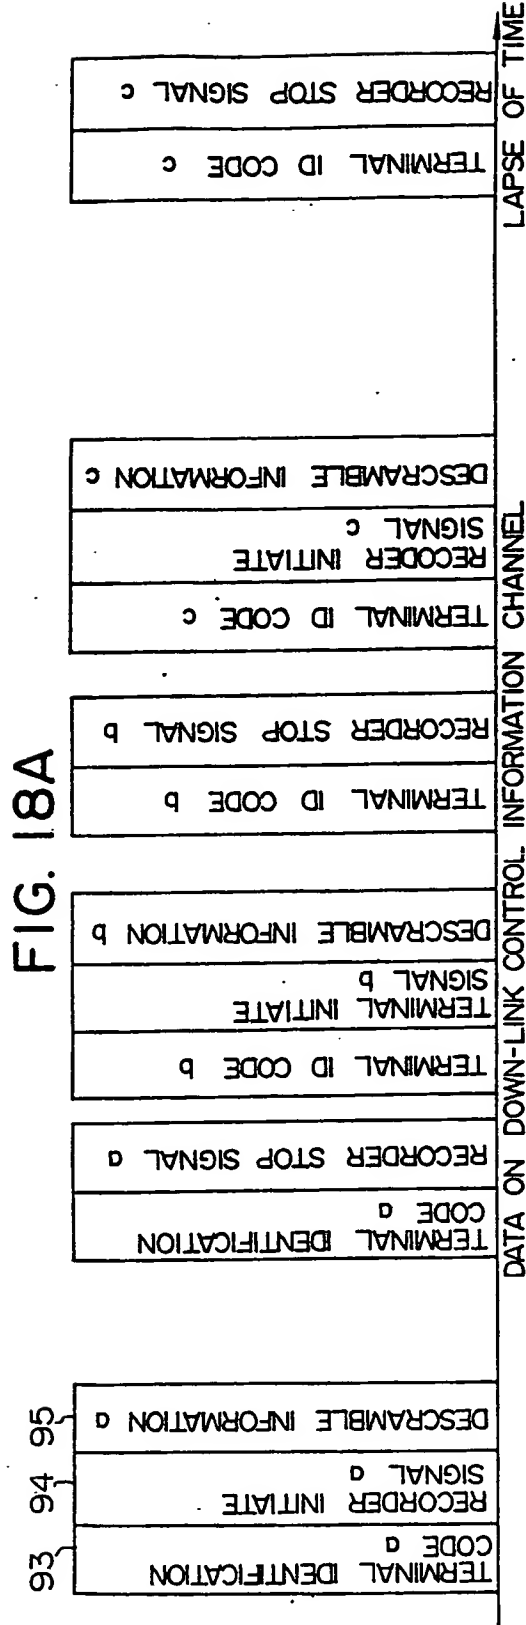 FIG. 18A
93
94
95
TERMINAL IDENTIFICATION
CODE a
RECORDER INITIATE
SIGNAL a
DESCRAMBLE INFORMATION a
TERMINAL IDENTIFICATION
CODE a
RECORDER STOP SIGNAL a
TERMINAL ID CODE b
TERMINAL INITIATE
SIGNAL b
DESCRAMBLE INFORMATION b
TERMINAL ID CODE b
RECORDER STOP SIGNAL b
TERMINAL ID CODE c
RECODER INITIATE
SIGNAL c
DESCRAMBLE INFORMATION c
TERMINAL ID CODE c
RECORDER STOP SIGNAL c
DATA ON DOWN-LINK CONTROL INFORMATION CHANNEL
LAPSE OF TIME